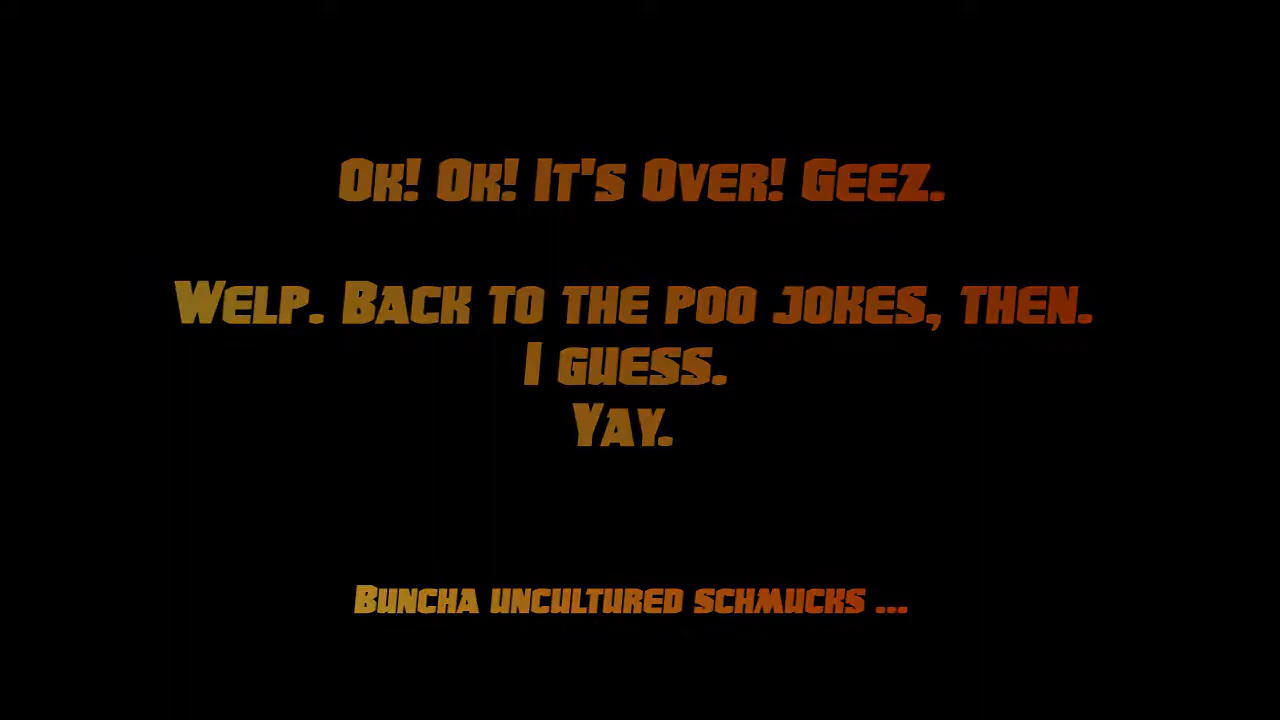 Ok! Ok! It's Over! Geez.
Welp. Back to the poo jokes, then.
I guess.
Yay.
Buncha uncultured schmucks ...